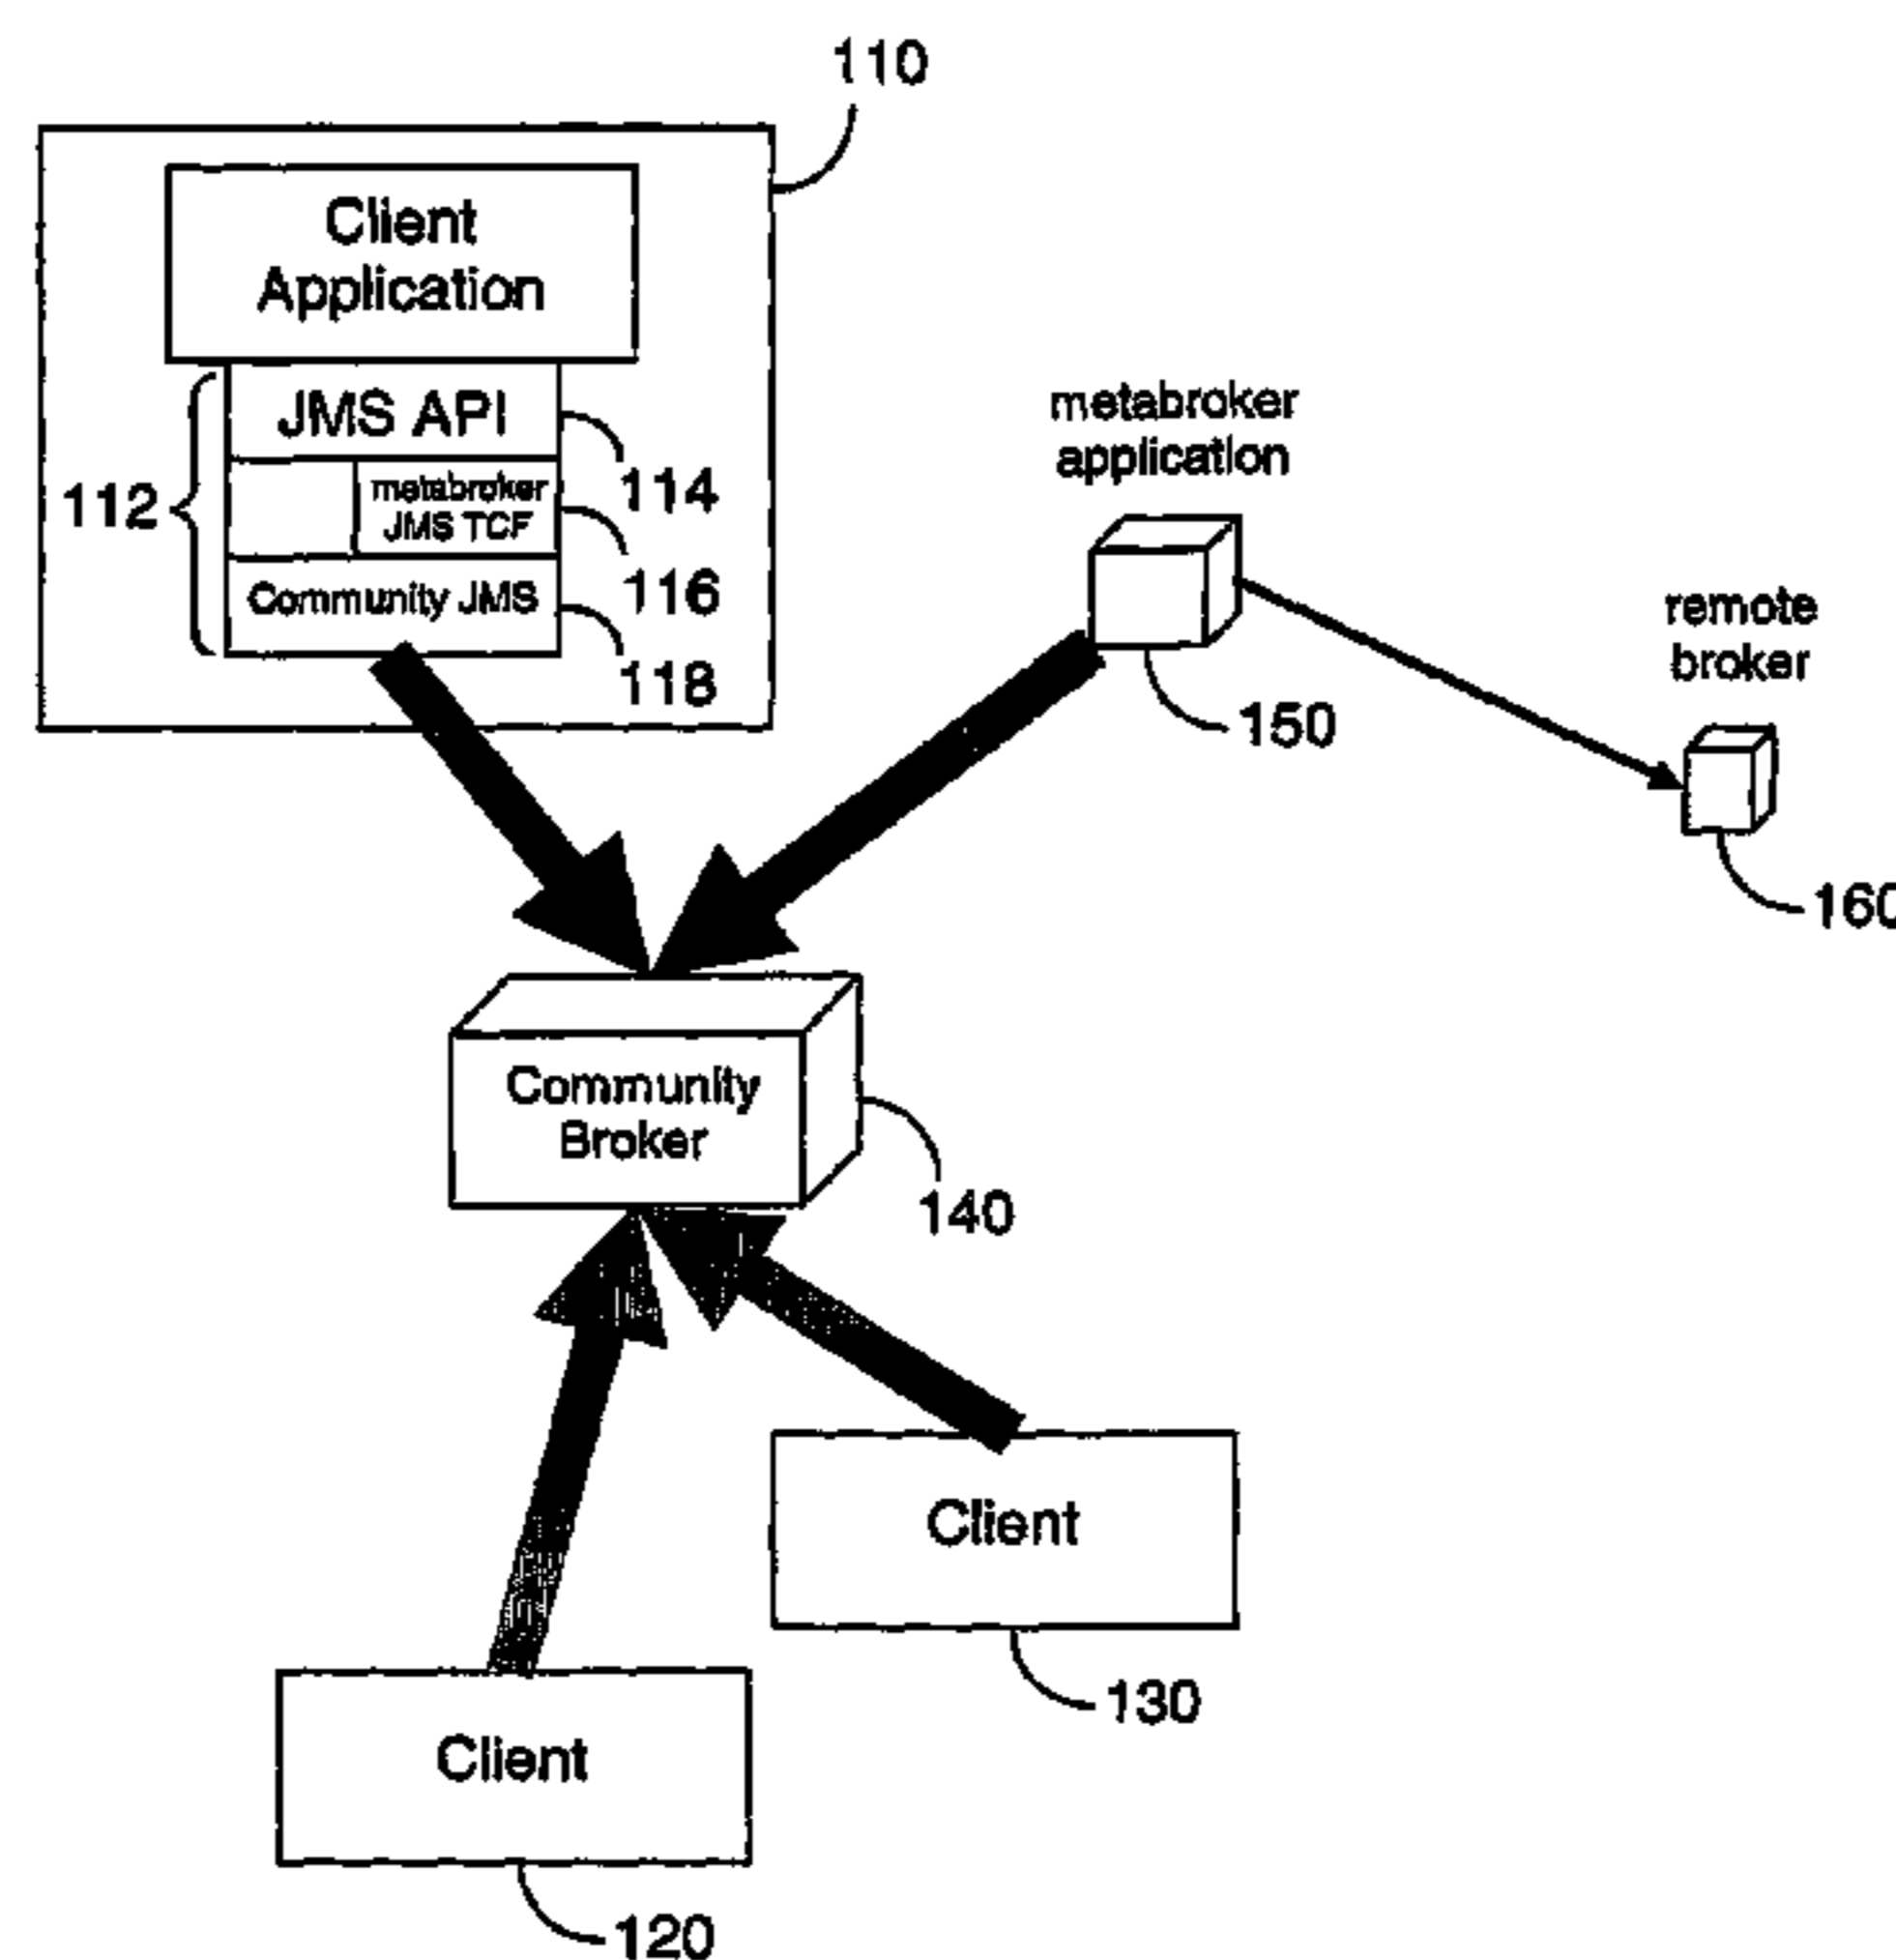 110
Client
Application
JMS API
112
metabroker
JMS TCF
114
116
Community JMS
118
metabroker
application
150
remote
broker
160
Community
Broker
140
Client
130
Client
120